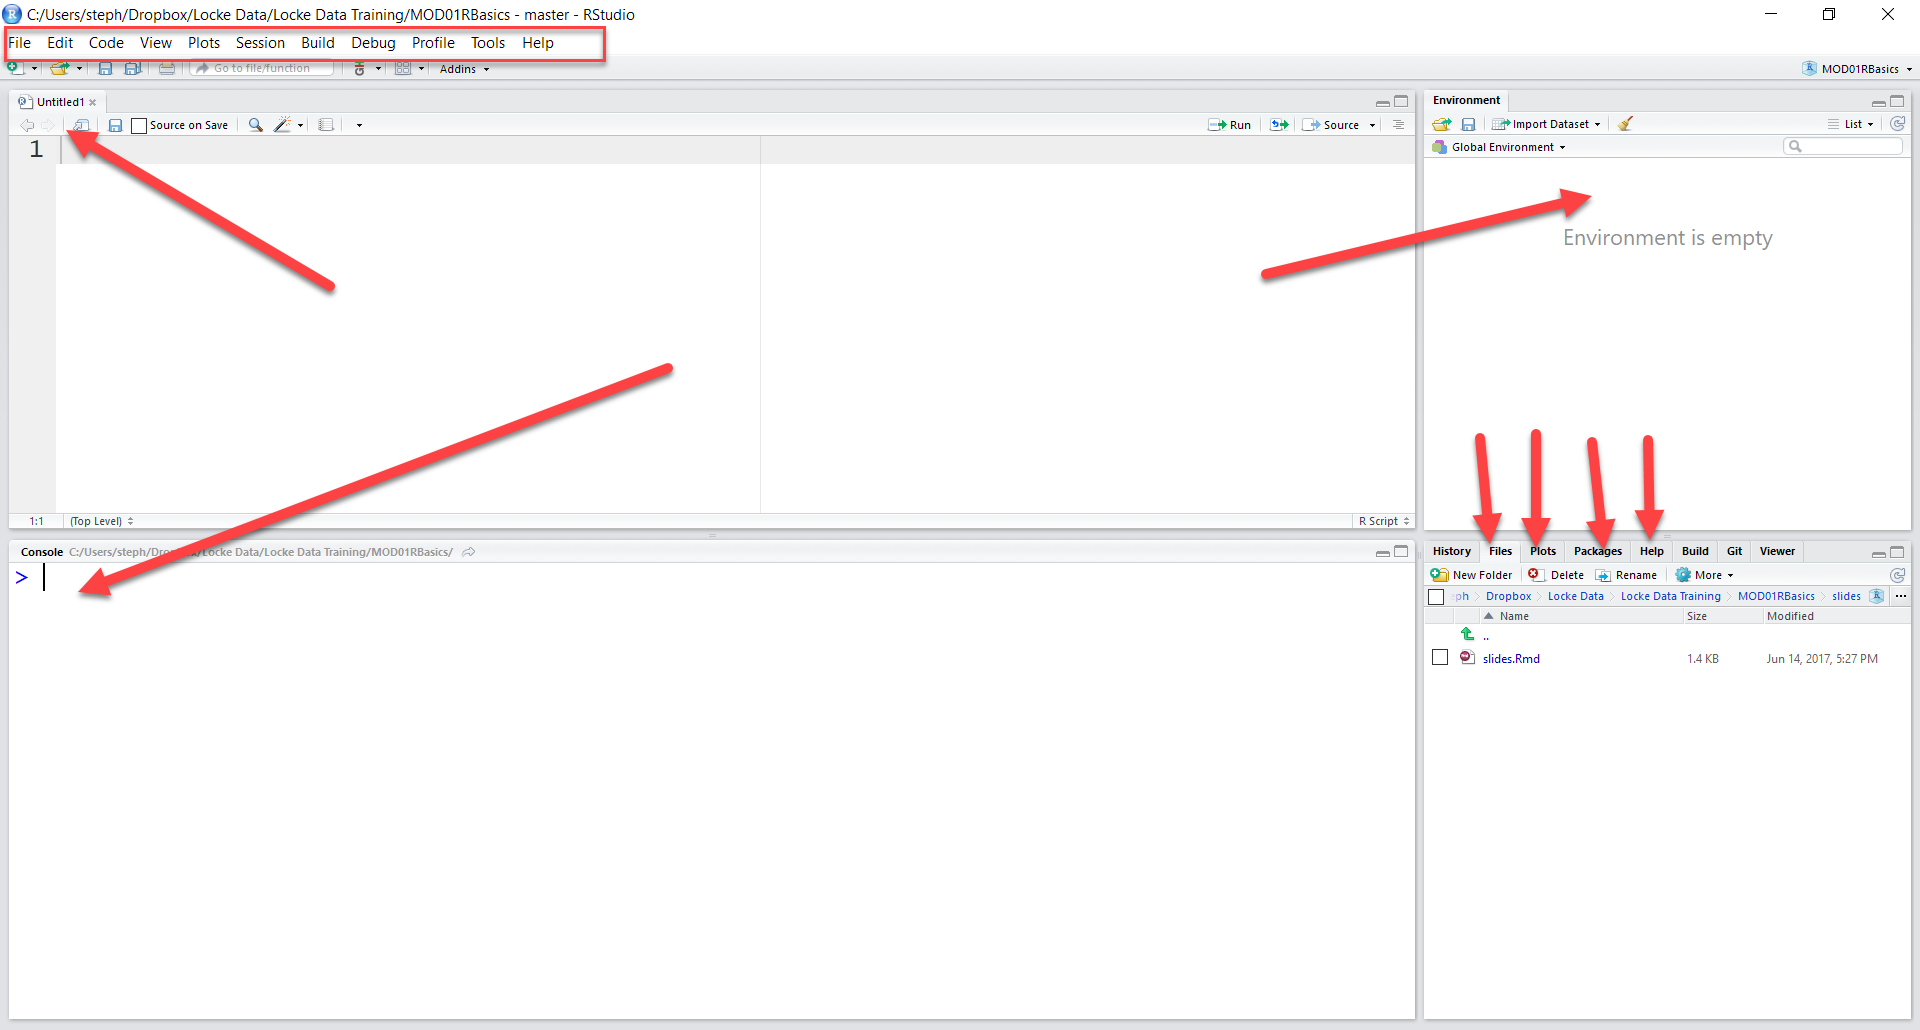 C:/Users/steph/Dropbox/Locke Data/Locke Data Training/MOD01RBasics - master - RStudio
File Edit Code View Plots Session Build Debug Profile Tools Help
Go to file/function Addins MOD01RBasics
Untitled1
Source on Save Run Source
1
1:1 (Top Level) R Script
Console C:/Users/steph/Dropbox/Locke Data/Locke Data Training/MOD01RBasics/
>
Environment
Import Dataset List
Global Environment
Environment is empty
History Files Plots Packages Help Build Git Viewer
New Folder Delete Rename More
ph Dropbox Locke Data Locke Data Training MOD01RBasics slides ...
Name Size Modified
..
slides.Rmd 1.4 KB Jun 14, 2017, 5:27 PM